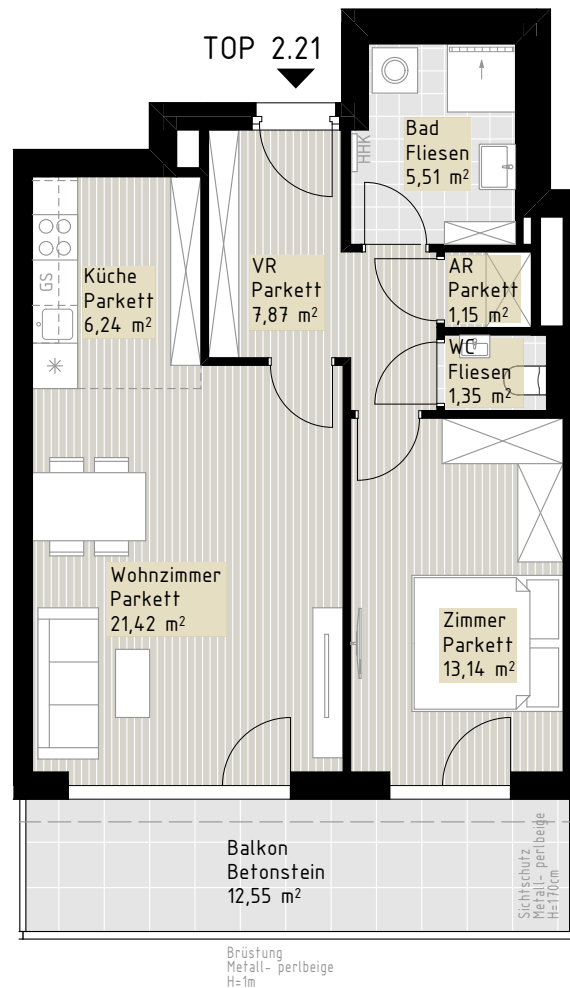 TOP 2.21
Bad
Fliesen
5,51 m²
HHK
VR
Parkett
7,87 m²
AR
Parkett
1,15 m²
Küche
Parkett
6,24 m²
GS
WC
Fliesen
1,35 m²
Wohnzimmer
Parkett
21,42 m²
Zimmer
Parkett
13,14 m²
Balkon
Betonstein
12,55 m²
Sichtschutz
Metall- perlbeige
H=170cm
Brüstung
Metall- perlbeige
H=1m